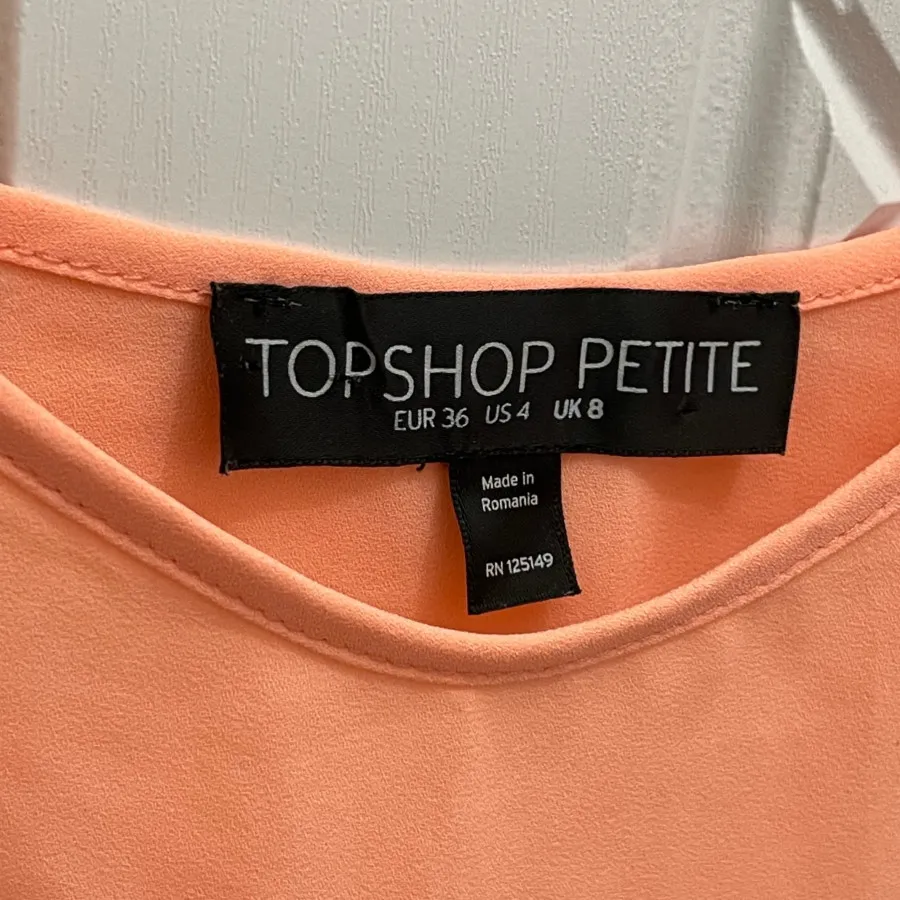 TOPSHOP PETITE
EUR 36 US 4 UK 8
Made in
Romania
RN 125149